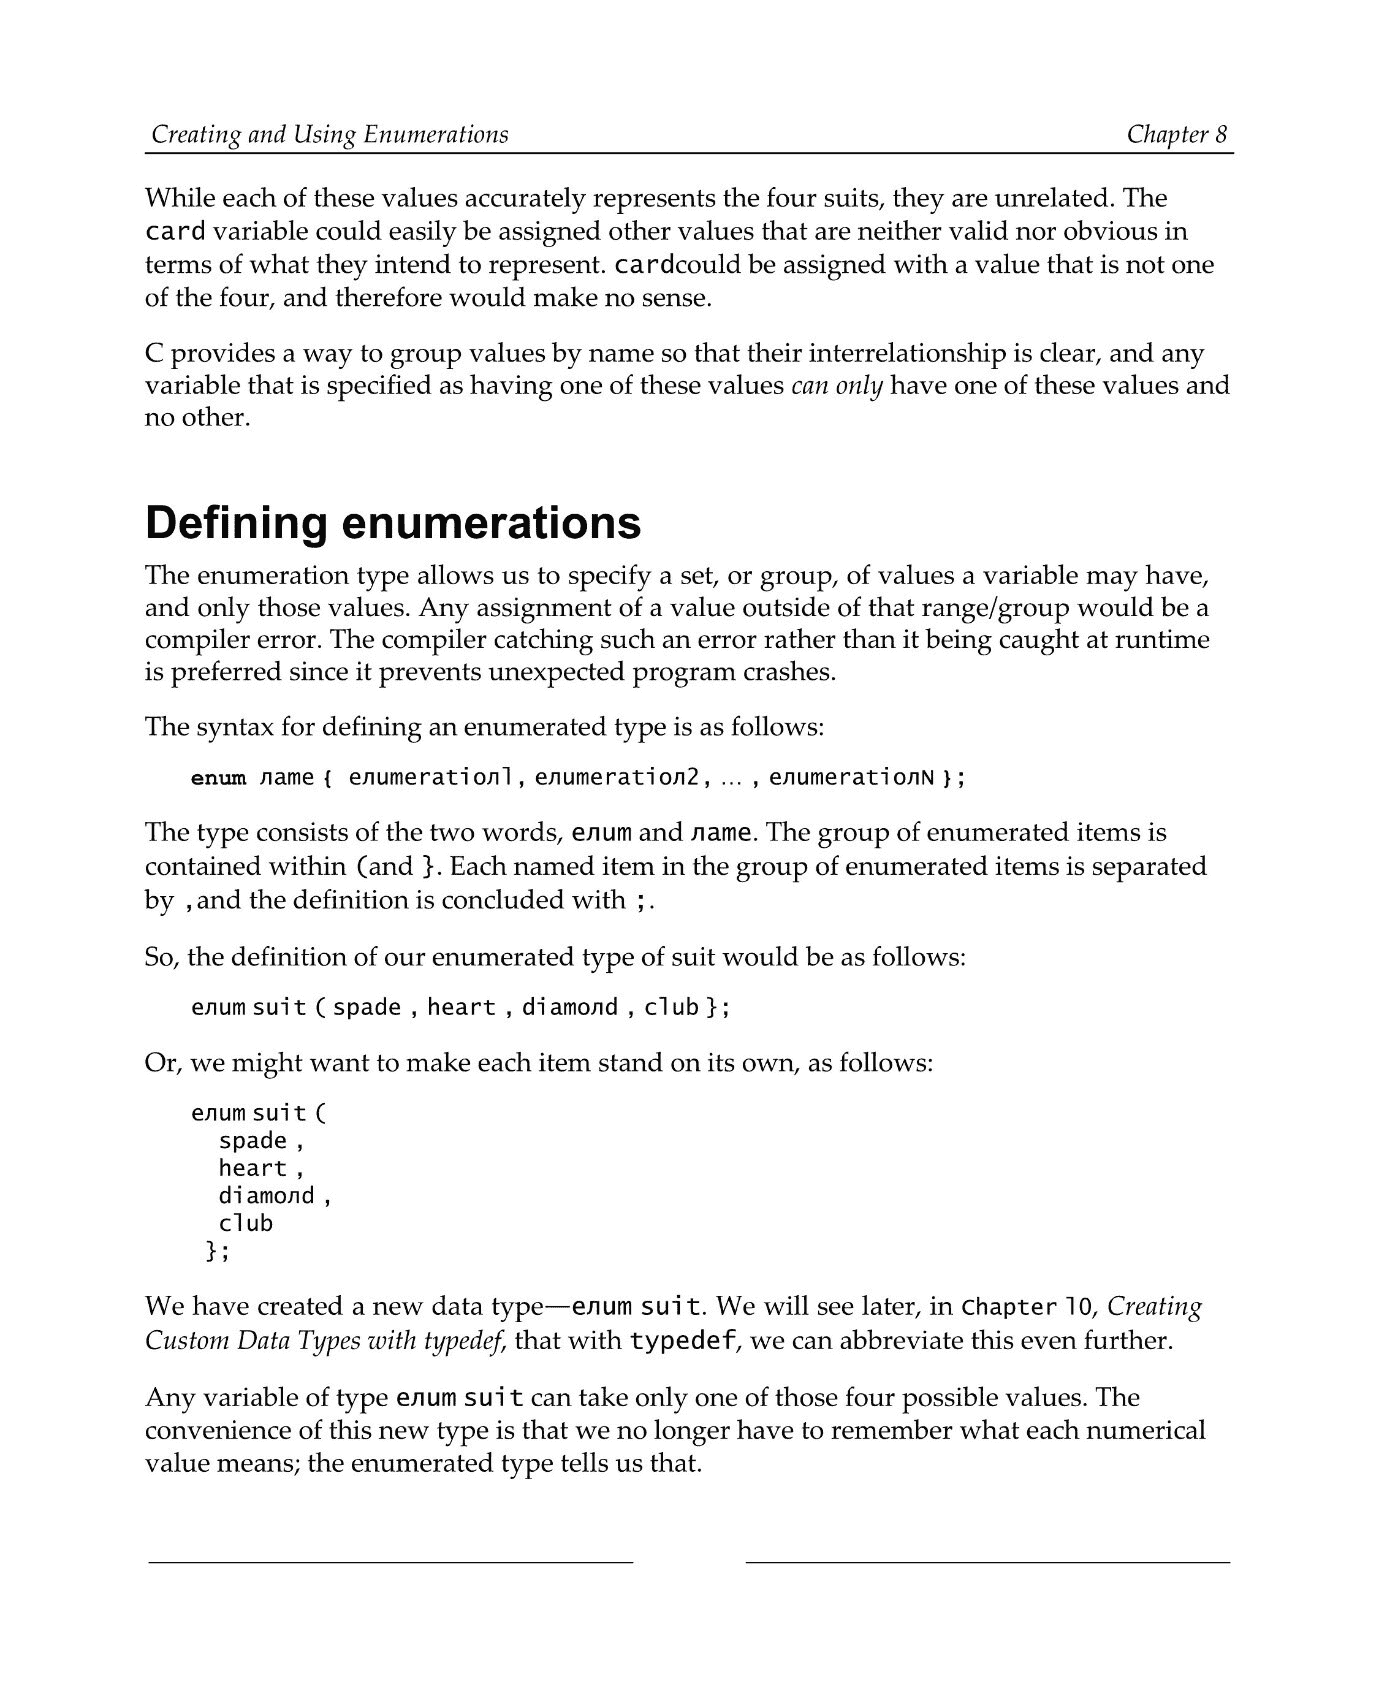 Creating and Using Enumerations Chapter 8
While each of these values accurately represents the four suits, they are unrelated. The
card variable could easily be assigned other values that are neither valid nor obvious in
terms of what they intend to represent. cardcould be assigned with a value that is not one
of the four, and therefore would make no sense.
C provides a way to group values by name so that their interrelationship is clear, and any
variable that is specified as having one of these values can only have one of these values and
no other.
Defining enumerations
The enumeration type allows us to specify a set, or group, of values a variable may have,
and only those values. Any assignment of a value outside of that range/group would be a
compiler error. The compiler catching such an error rather than it being caught at runtime
is preferred since it prevents unexpected program crashes.
The syntax for defining an enumerated type is as follows:
enum лame { eлumeratioлl, eлumeratioл2, … , eлumeratioлN };
The type consists of the two words, eлum and лame. The group of enumerated items is
contained within (and }. Each named item in the group of enumerated items is separated
by ,and the definition is concluded with ;.
So, the definition of our enumerated type of suit would be as follows:
eлum suit ( spade , heart , diamoлd , club };
Or, we might want to make each item stand on its own, as follows:
eлum suit (
spade ,
heart ,
diamoлd ,
club
};
We have created a new data type—eлum suit. We will see later, in Chapter l0, Creating
Custom Data Types with typedef, that with typedef, we can abbreviate this even further.
Any variable of type eлum suit can take only one of those four possible values. The
convenience of this new type is that we no longer have to remember what each numerical
value means; the enumerated type tells us that.